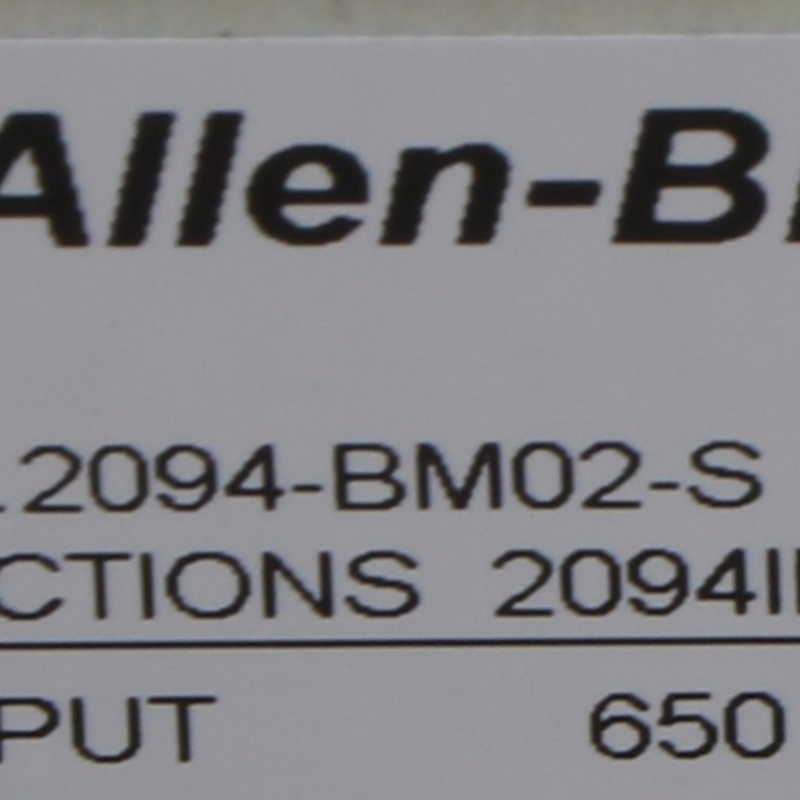 Allen-B
.2094-BM02-S
CTIONS 2094I
PUT 650